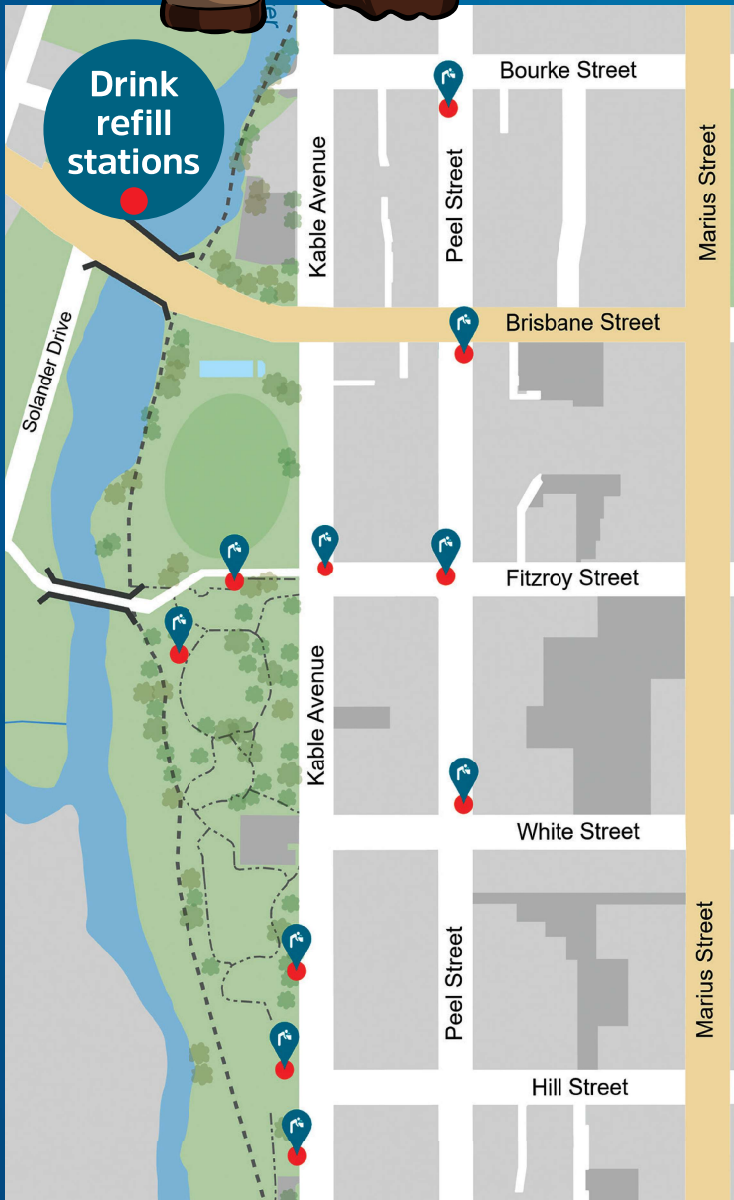 Drink
refill
stations
Bourke Street
Kable Avenue
Peel Street
Marius Street
Brisbane Street
Solander Drive
Fitzroy Street
Kable Avenue
White Street
Peel Street
Marius Street
Hill Street